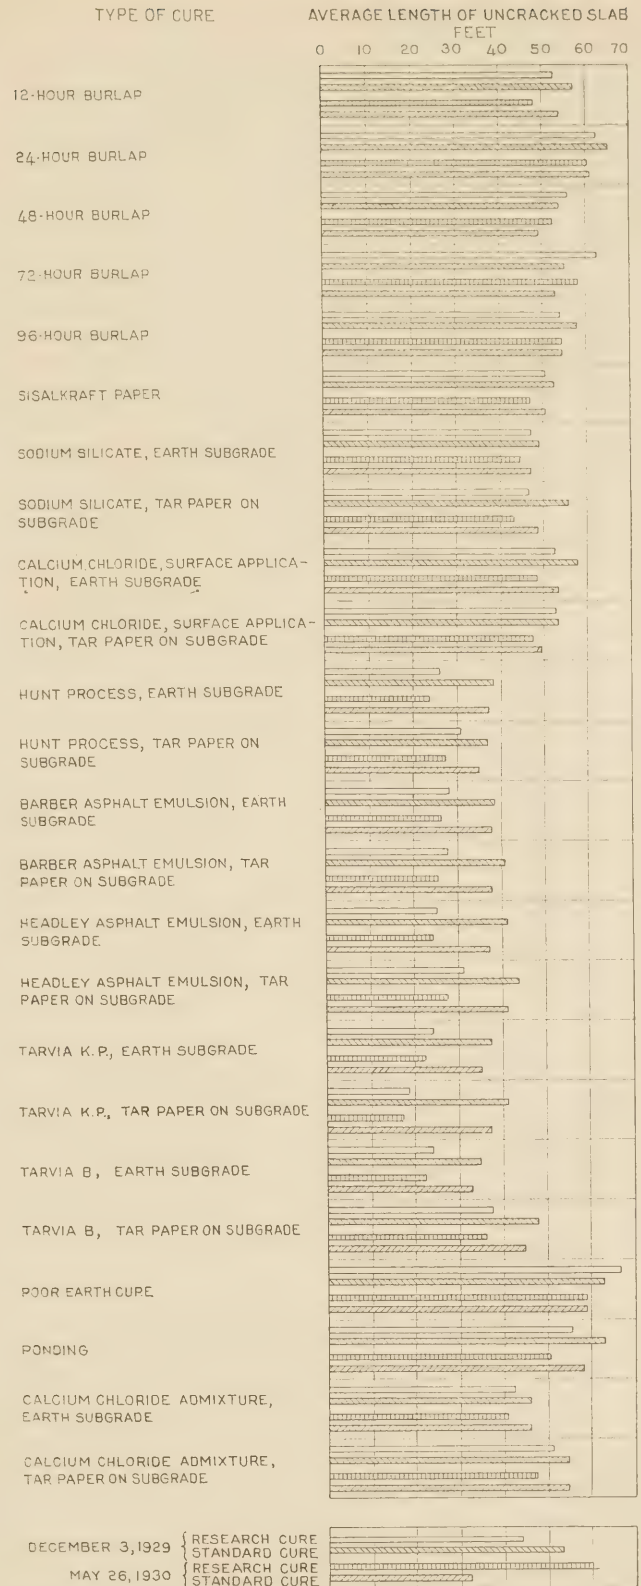 TYPE OF CURE
AVERAGE LENGTH OF UNCRACKED SLAB
FEET
0 10 20 30 40 50 60 70
12-HOUR BURLAP
24-HOUR BURLAP
48-HOUR BURLAP
72-HOUR BURLAP
96-HOUR BURLAP
SISALKRAFT PAPER
SODIUM SILICATE, EARTH SUBGRADE
SODIUM SILICATE, TAR PAPER ON
SUBGRADE
CALCIUM CHLORIDE, SURFACE APPLICA-
TION, EARTH SUBGRADE
CALCIUM CHLORIDE, SURFACE APPLICA-
TION, TAR PAPER ON SUBGRADE
HUNT PROCESS, EARTH SUBGRADE
HUNT PROCESS, TAR PAPER ON
SUBGRADE
BARBER ASPHALT EMULSION, EARTH
SUBGRADE
BARBER ASPHALT EMULSION, TAR
PAPER ON SUBGRADE
HEADLEY ASPHALT EMULSION, EARTH
SUBGRADE
HEADLEY ASPHALT EMULSION, TAR
PAPER ON SUBGRADE
TARVIA K.P., EARTH SUBGRADE
TARVIA K.P., TAR PAPER ON SUBGRADE
TARVIA B, EARTH SUBGRADE
TARVIA B, TAR PAPER ON SUBGRADE
POOR EARTH CURE
PONDING
CALCIUM CHLORIDE ADMIXTURE,
EARTH SUBGRADE
CALCIUM CHLORIDE ADMIXTURE,
TAR PAPER ON SUBGRADE
DECEMBER 3, 1929 { RESEARCH CURE
STANDARD CURE
MAY 26, 1930 { RESEARCH CURE
STANDARD CURE